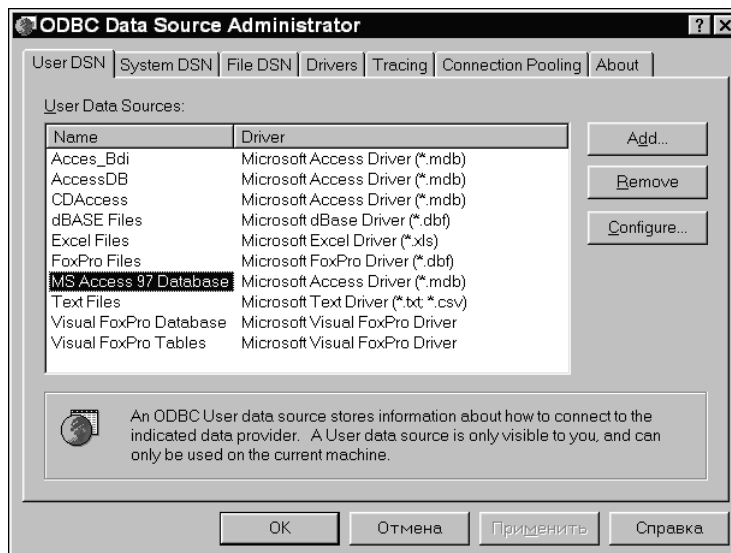 ODBC Data Source Administrator
User DSN System DSN File DSN Drivers Tracing Connection Pooling About
User Data Sources:
Name Driver
Acces_Bdi Microsoft Access Driver (*.mdb)
AccessDB Microsoft Access Driver (*.mdb)
CDAccess Microsoft Access Driver (*.mdb)
dBASE Files Microsoft dBase Driver (*.dbf)
Excel Files Microsoft Excel Driver (*.xls)
FoxPro Files Microsoft FoxPro Driver (*.dbf)
MS Access 97 Database Microsoft Access Driver (*.mdb)
Text Files Microsoft Text Driver (*.txt; *.csv)
Visual FoxPro Database Microsoft Visual FoxPro Driver
Visual FoxPro Tables Microsoft Visual FoxPro Driver
Add...
Remove
Configure...
An ODBC User data source stores information about how to connect to the
indicated data provider. A User data source is only visible to you, and can
only be used on the current machine.
OK Отмена Применить Справка